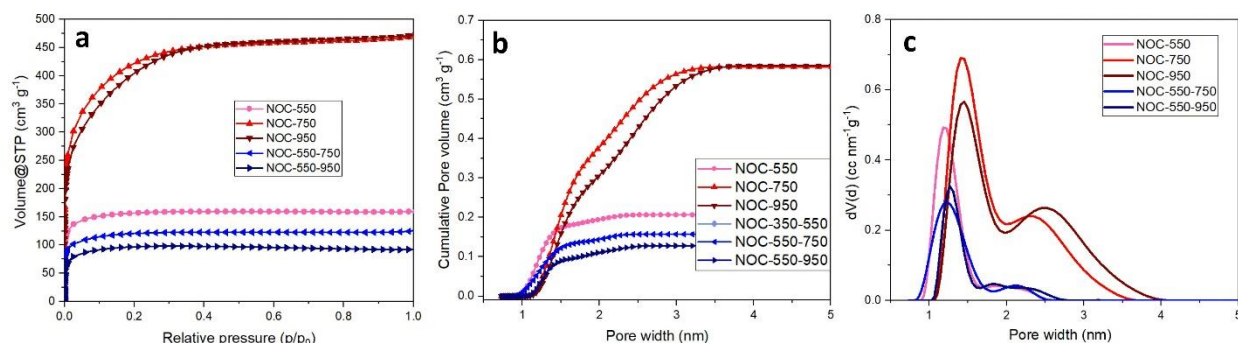 a
Volume@STP (cm³ g⁻¹)
500
450
400
350
300
250
200
150
100
50
0
NOC-550
NOC-750
NOC-950
NOC-550-750
NOC-550-950
0.0 0.2 0.4 0.6 0.8 1.0
Relative pressure (p/p₀)
b
Cumulative Pore volume (cm³ g⁻¹)
0.7
0.6
0.5
0.4
0.3
0.2
0.1
0.0
NOC-550
NOC-750
NOC-950
NOC-350-550
NOC-550-750
NOC-550-950
1 2 3 4 5
Pore width (nm)
c
dV(d) (cc nm⁻¹g⁻¹)
0.8
0.6
0.4
0.2
0.0
NOC-550
NOC-750
NOC-950
NOC-550-750
NOC-550-950
1 2 3 4 5
Pore width (nm)